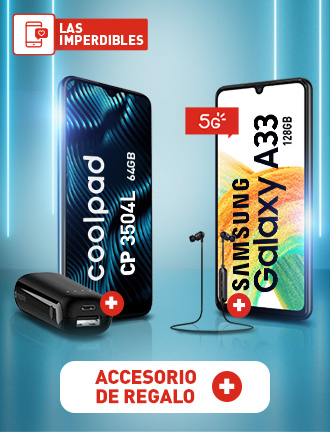 LAS
IMPERDIBLES
coolpad
CP 3504L 64GB
5G
SAMSUNG
Galaxy A33
128GB
ACCESORIO
DE REGALO